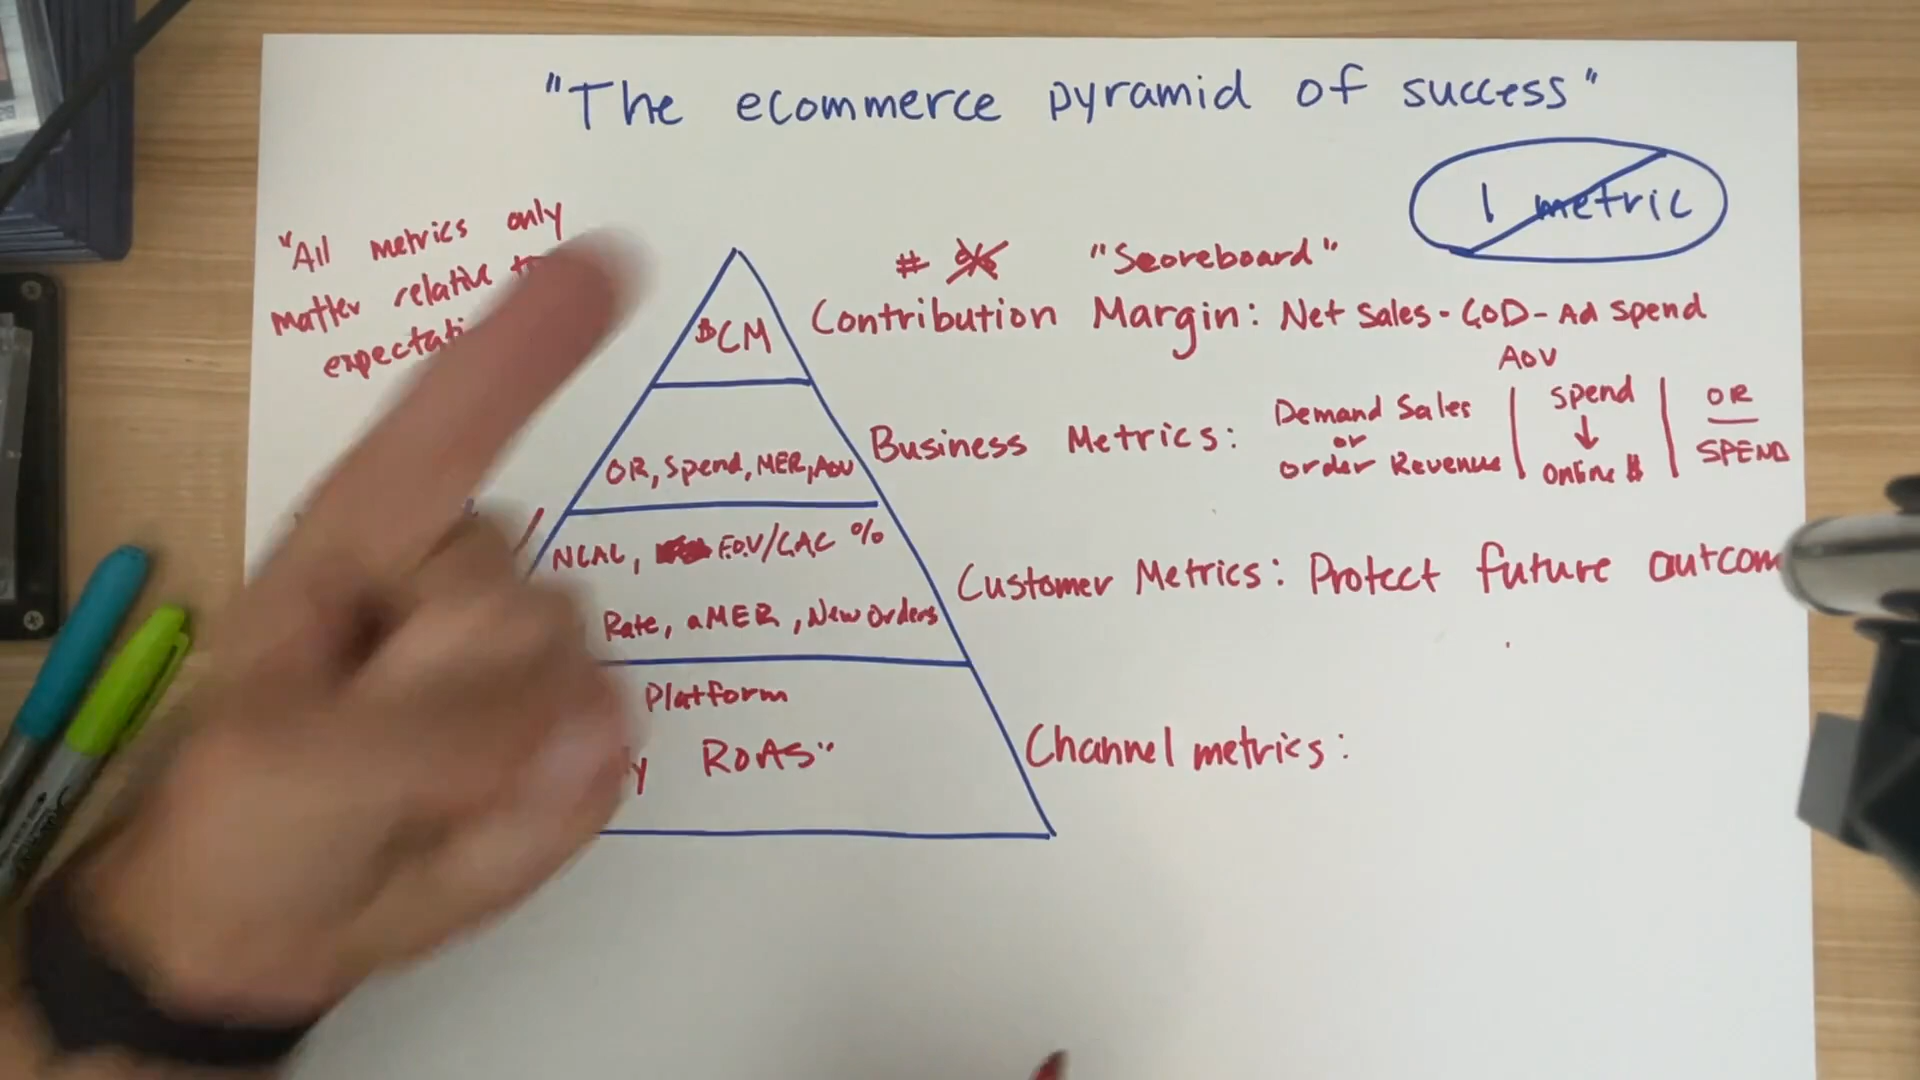 "The ecommerce pyramid of success"
1 metric
"All metrics only
matter relative
# % "Scoreboard"
$CM
Contribution Margin: Net Sales - COD - Ad Spend
AOV
OR, Spend, MER, AOV
Business Metrics:
Demand Sales
or
order Revenue
Spend
↓
Online $
OR
SPEND
NCAC, F.O.V/CAC %
Rate, aMER, New Orders
Customer Metrics: Protect future outcom
Platform
ROAS"
Channel metrics: